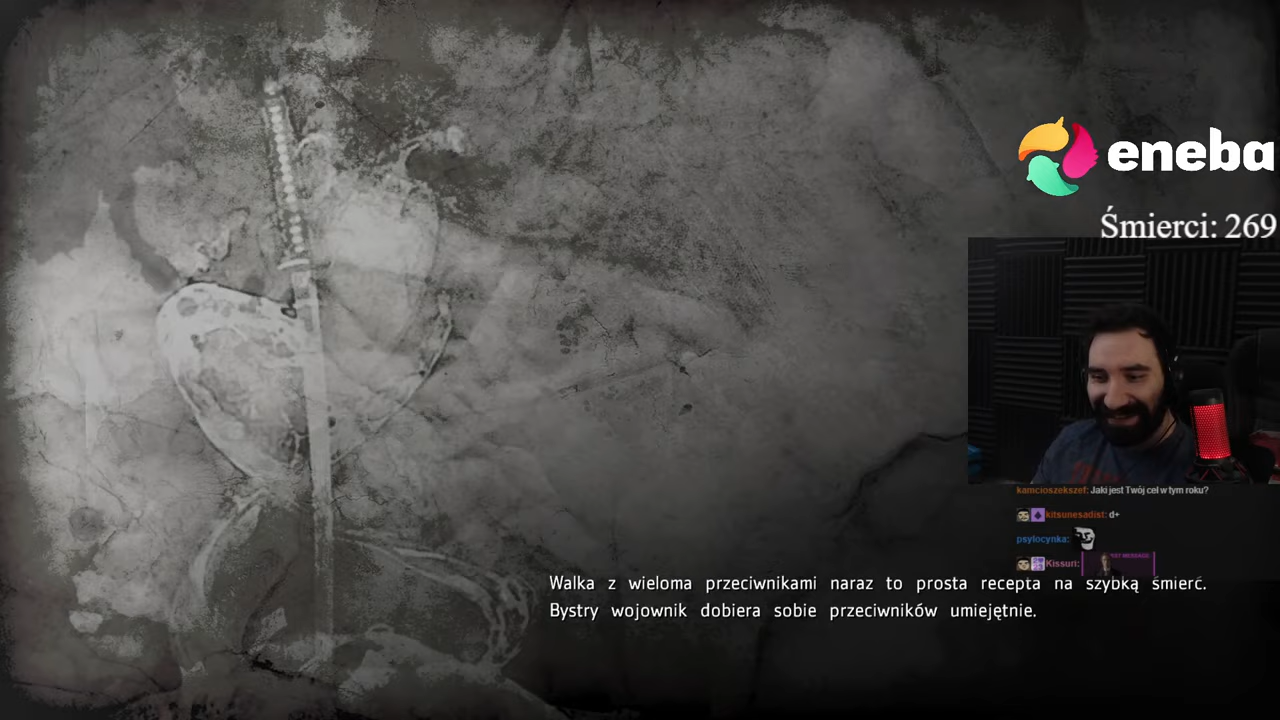 eneba
Śmierci: 269
kamcioszekszef: Jaki jest Twój cel w tym roku?
kitsunesadist: d+
psylocynka:
Kissun:
Walka z wieloma przeciwnikami naraz to prosta recepta na szybką śmierć.
Bystry wojownik dobiera sobie przeciwników umiejętnie.